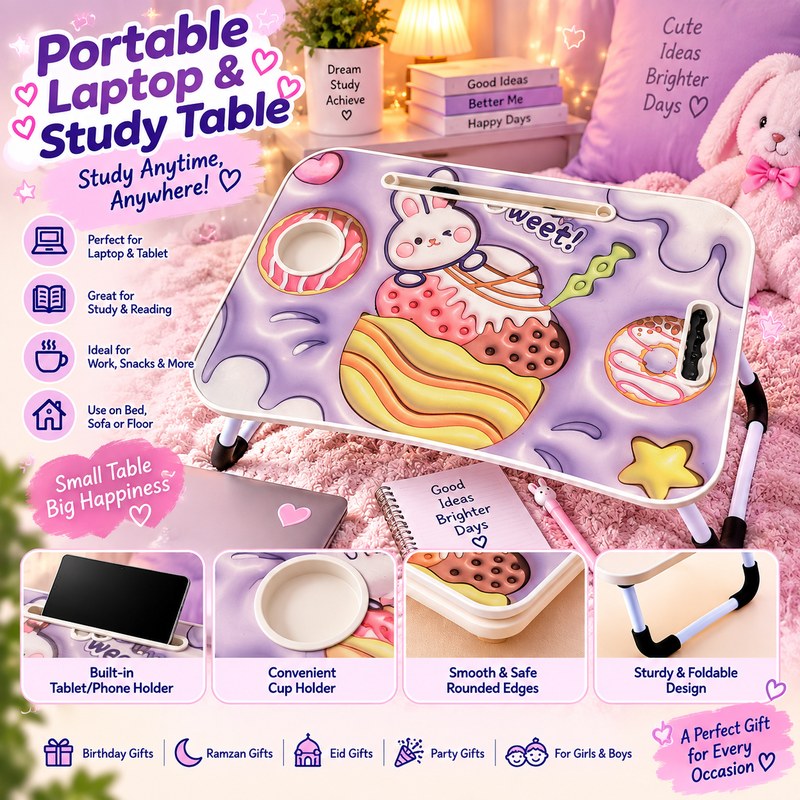 Portable
Laptop &
Study Table
Study Anytime,
Anywhere!
Perfect for
Laptop & Tablet
Great for
Study & Reading
Ideal for
Work, Snacks & More
Use on Bed,
Sofa or Floor
Small Table
Big Happiness
Dream
Study
Achieve
Good Ideas
Better Me
Happy Days
Cute
Ideas
Brighter
Days
Sweet!
Good
Ideas
Brighter
Days
Built-in
Tablet/Phone Holder
Convenient
Cup Holder
Smooth & Safe
Rounded Edges
Sturdy & Foldable
Design
Birthday Gifts
Ramzan Gifts
Eid Gifts
Party Gifts
For Girls & Boys
A Perfect Gift
for Every
Occasion